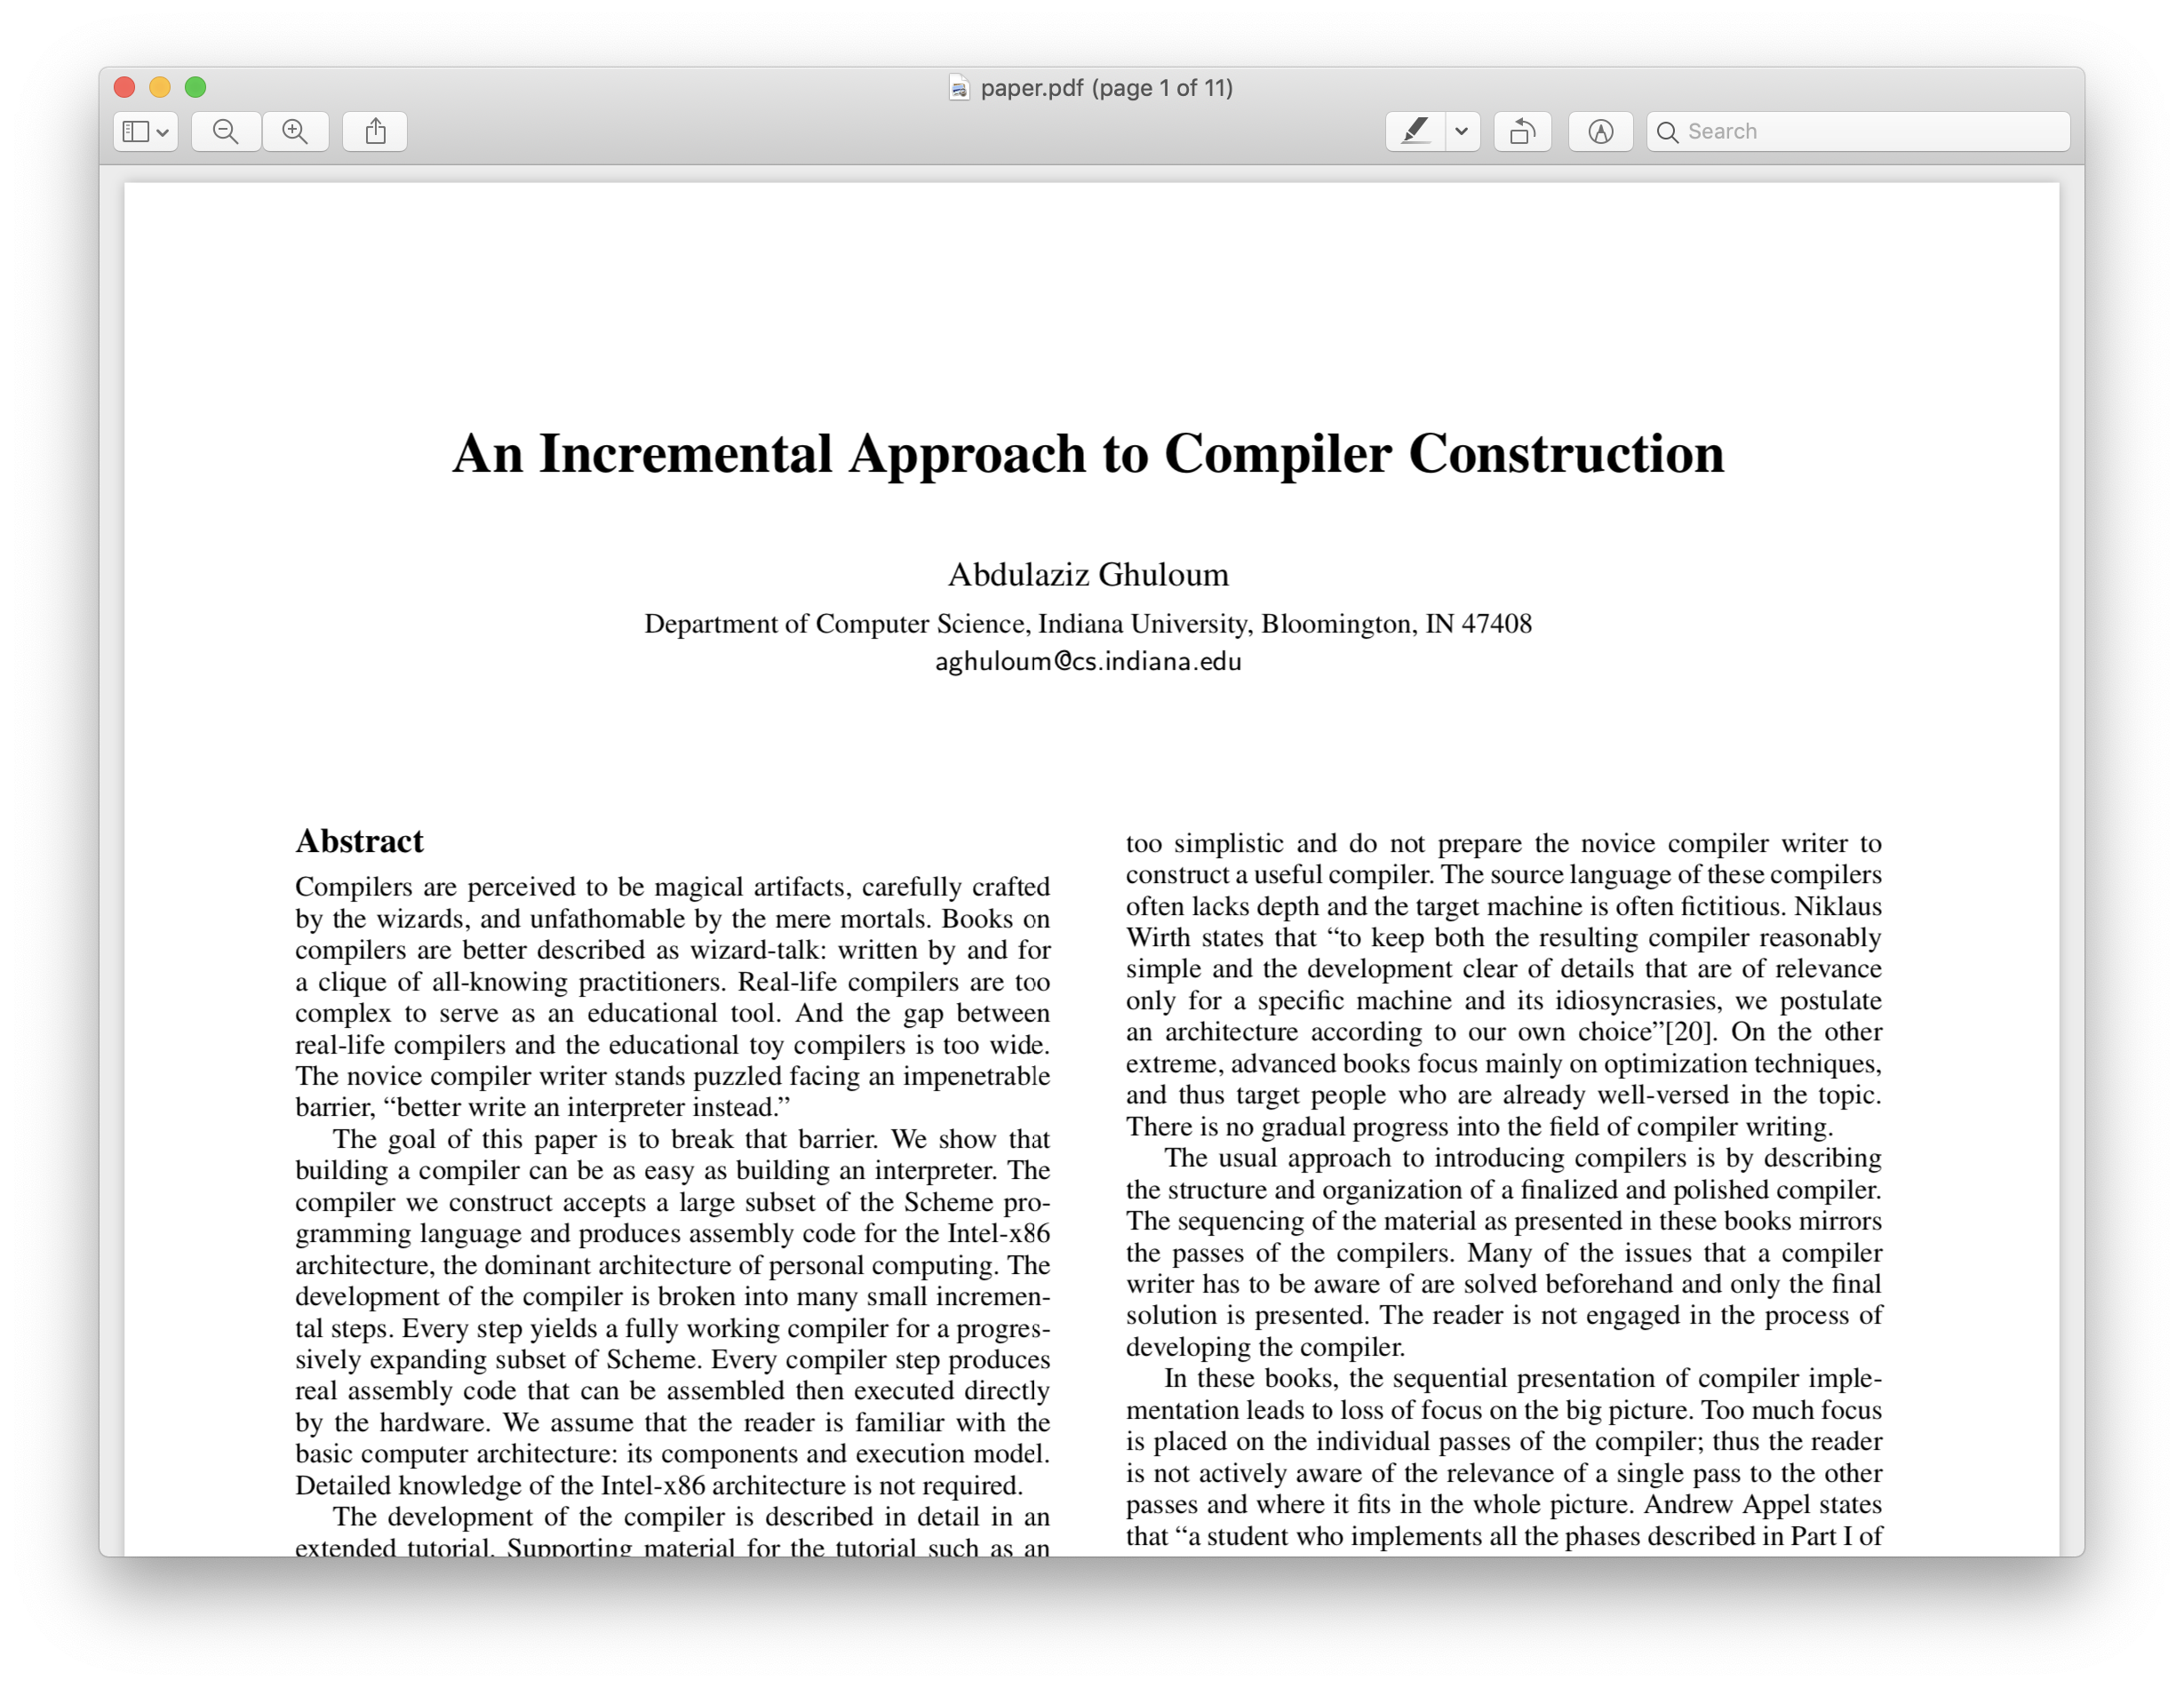 paper.pdf (page 1 of 11)
Search
An Incremental Approach to Compiler Construction
Abdulaziz Ghuloum
Department of Computer Science, Indiana University, Bloomington, IN 47408
aghuloum@cs.indiana.edu
Abstract
Compilers are perceived to be magical artifacts, carefully crafted
by the wizards, and unfathomable by the mere mortals. Books on
compilers are better described as wizard-talk: written by and for
a clique of all-knowing practitioners. Real-life compilers are too
complex to serve as an educational tool. And the gap between
real-life compilers and the educational toy compilers is too wide.
The novice compiler writer stands puzzled facing an impenetrable
barrier, “better write an interpreter instead.”
The goal of this paper is to break that barrier. We show that
building a compiler can be as easy as building an interpreter. The
compiler we construct accepts a large subset of the Scheme pro-
gramming language and produces assembly code for the Intel-x86
architecture, the dominant architecture of personal computing. The
development of the compiler is broken into many small incremen-
tal steps. Every step yields a fully working compiler for a progres-
sively expanding subset of Scheme. Every compiler step produces
real assembly code that can be assembled then executed directly
by the hardware. We assume that the reader is familiar with the
basic computer architecture: its components and execution model.
Detailed knowledge of the Intel-x86 architecture is not required.
The development of the compiler is described in detail in an
extended tutorial. Supporting material for the tutorial such as an
too simplistic and do not prepare the novice compiler writer to
construct a useful compiler. The source language of these compilers
often lacks depth and the target machine is often fictitious. Niklaus
Wirth states that “to keep both the resulting compiler reasonably
simple and the development clear of details that are of relevance
only for a specific machine and its idiosyncrasies, we postulate
an architecture according to our own choice”[20]. On the other
extreme, advanced books focus mainly on optimization techniques,
and thus target people who are already well-versed in the topic.
There is no gradual progress into the field of compiler writing.
The usual approach to introducing compilers is by describing
the structure and organization of a finalized and polished compiler.
The sequencing of the material as presented in these books mirrors
the passes of the compilers. Many of the issues that a compiler
writer has to be aware of are solved beforehand and only the final
solution is presented. The reader is not engaged in the process of
developing the compiler.
In these books, the sequential presentation of compiler imple-
mentation leads to loss of focus on the big picture. Too much focus
is placed on the individual passes of the compiler; thus the reader
is not actively aware of the relevance of a single pass to the other
passes and where it fits in the whole picture. Andrew Appel states
that “a student who implements all the phases described in Part I of